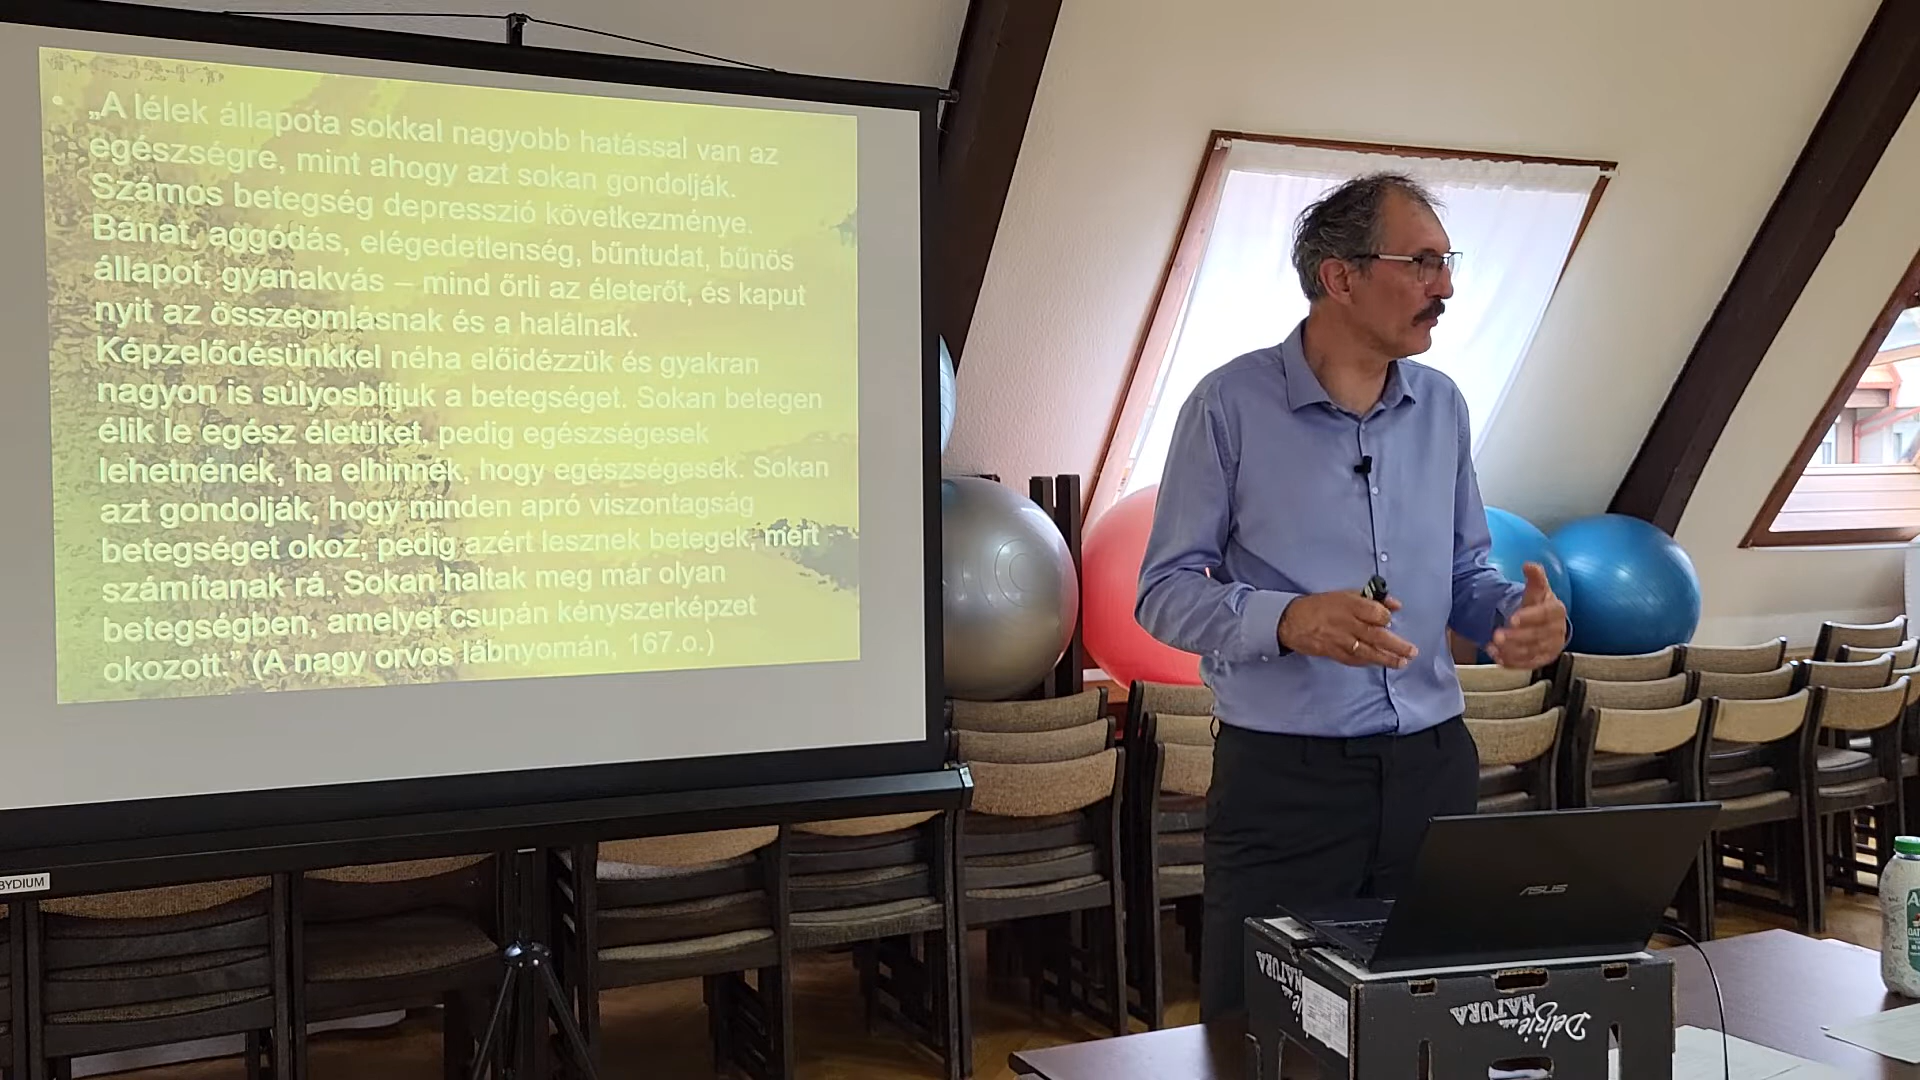 „A lélek állapota sokkal nagyobb hatással van az
egészségre, mint ahogy azt sokan gondolják.
Számos betegség depresszió következménye.
Bánat, aggódás, elégedetlenség, bűntudat, bűnös
állapot, gyanakvás – mind őrli az életerőt, és kaput
nyit az összeomlásnak és a halálnak.
Képzelődésünkkel néha előidézzük és gyakran
nagyon is súlyosbítjuk a betegséget. Sokan betegen
élik le egész életüket, pedig egészségesek
lehetnének, ha elhinnék, hogy egészségesek. Sokan
azt gondolják, hogy minden apró viszontagság
betegséget okoz; pedig azért lesznek betegek, mert
számítanak rá. Sokan haltak meg már olyan
betegségben, amelyet csupán kényszerképzet
okozott.” (A nagy orvos lábnyomán, 167.o.)
BYDIUM
ASUS
NATURA
Delizie
NATURA